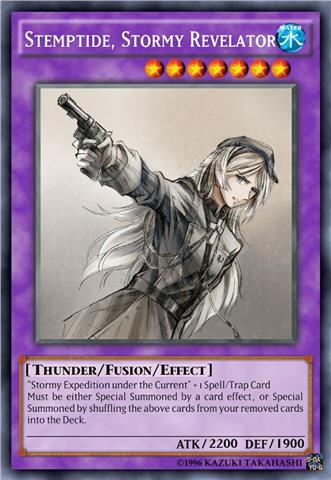 STEMPTIDE, STORMY REVELATOR
WATER
水
[THUNDER/FUSION/EFFECT]
"Stormy Expedition under the Current" + 1 Spell/Trap Card
Must be either Special Summoned by a card effect, or Special
Summoned by shuffling the above cards from your removed cards
into the Deck.
ATK/2200 DEF/1900
©1996 KAZUKI TAKAHASHI